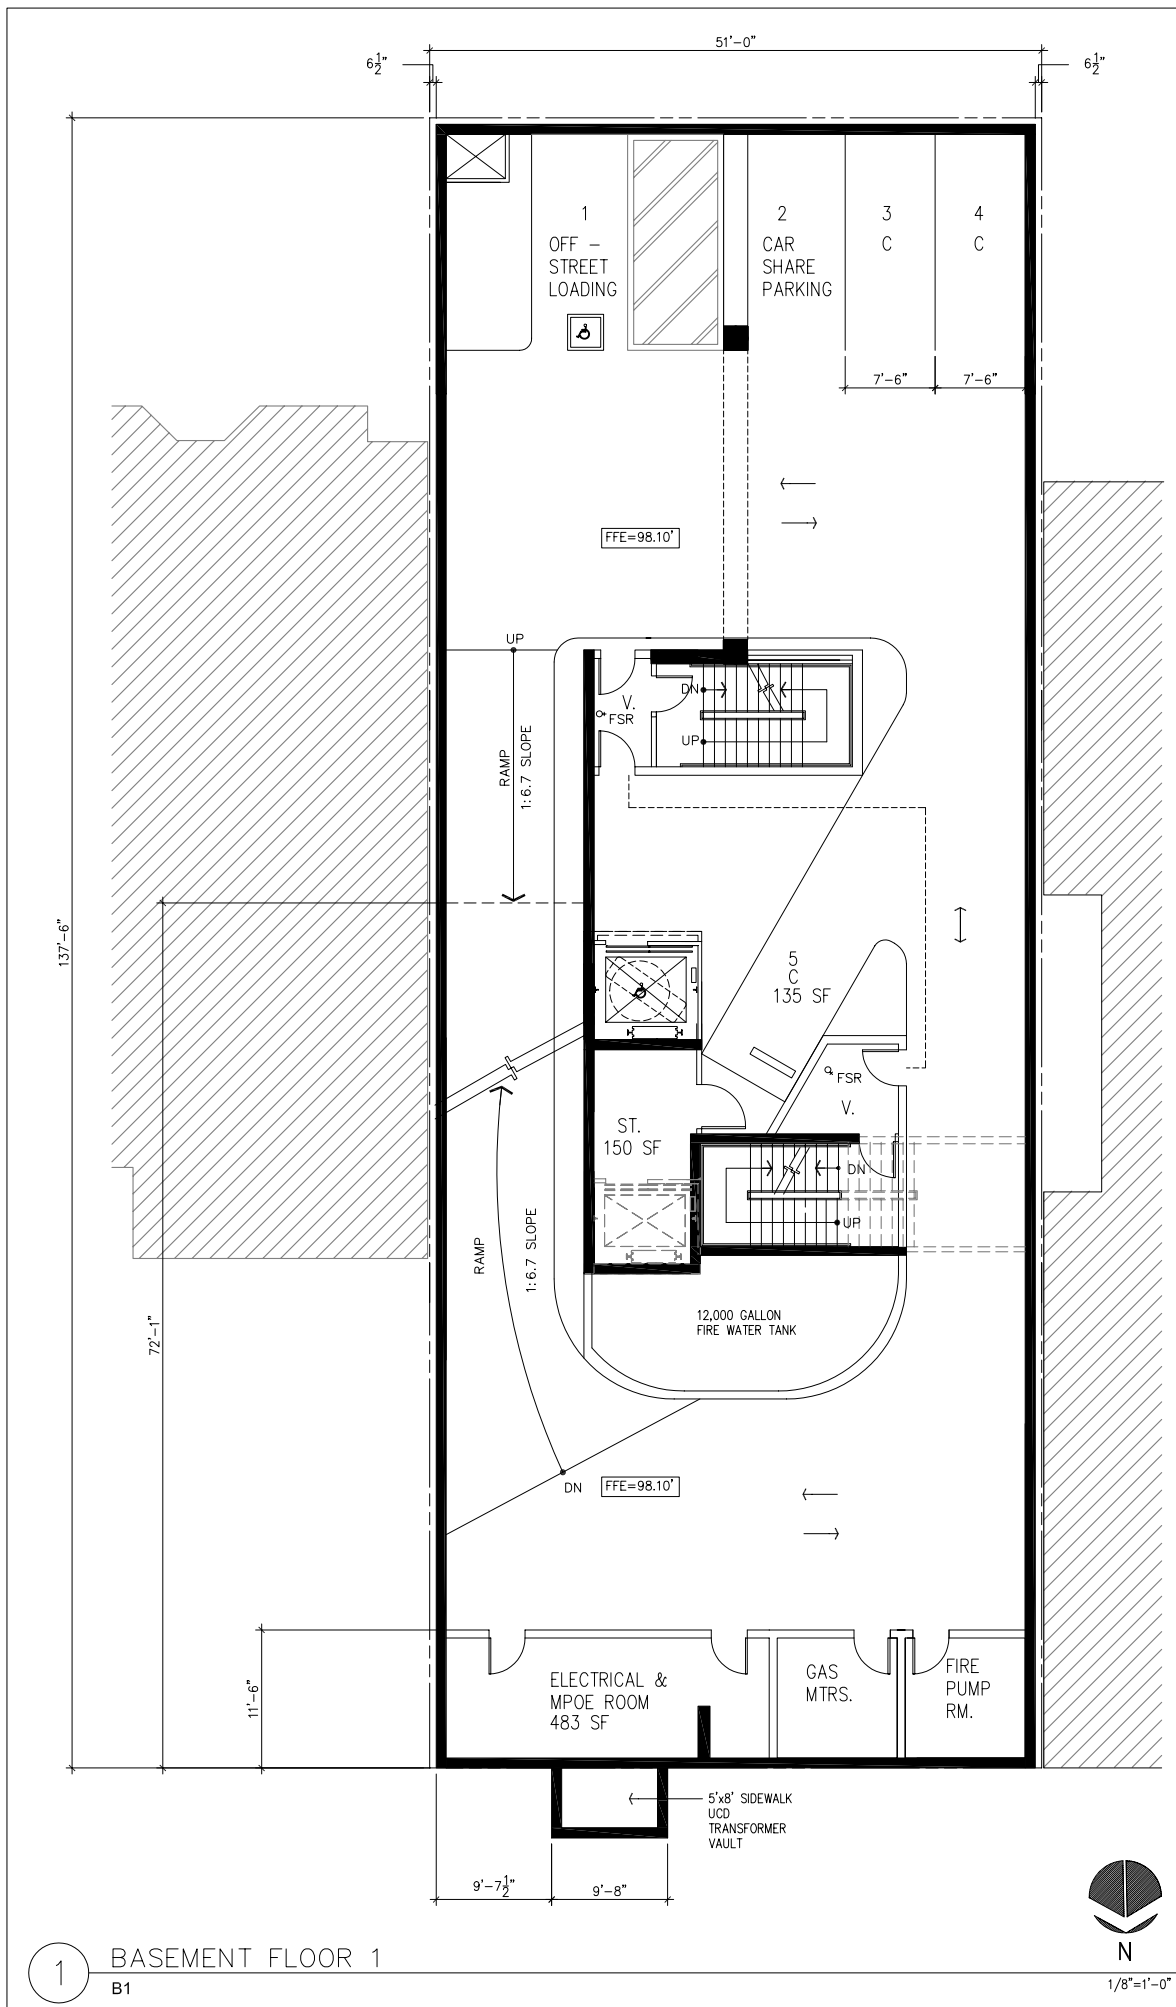 51'-0"
6½"
6½"
1
OFF -
STREET
LOADING
2
CAR
SHARE
PARKING
3
C
4
C
7'-6"
7'-6"
FFE=98.10'
UP
RAMP
1:6.7 SLOPE
V.
FSR
DN
UP
137'-6"
5
C
135 SF
FSR
V.
ST.
150 SF
DN
UP
RAMP
1:6.7 SLOPE
72'-1"
12,000 GALLON
FIRE WATER TANK
DN
FFE=98.10'
11'-6"
ELECTRICAL &
MPOE ROOM
483 SF
GAS
MTRS.
FIRE
PUMP
RM.
5'x8' SIDEWALK
UCD
TRANSFORMER
VAULT
9'-7½"
9'-8"
N
1
BASEMENT FLOOR 1
B1
1/8"=1'-0"